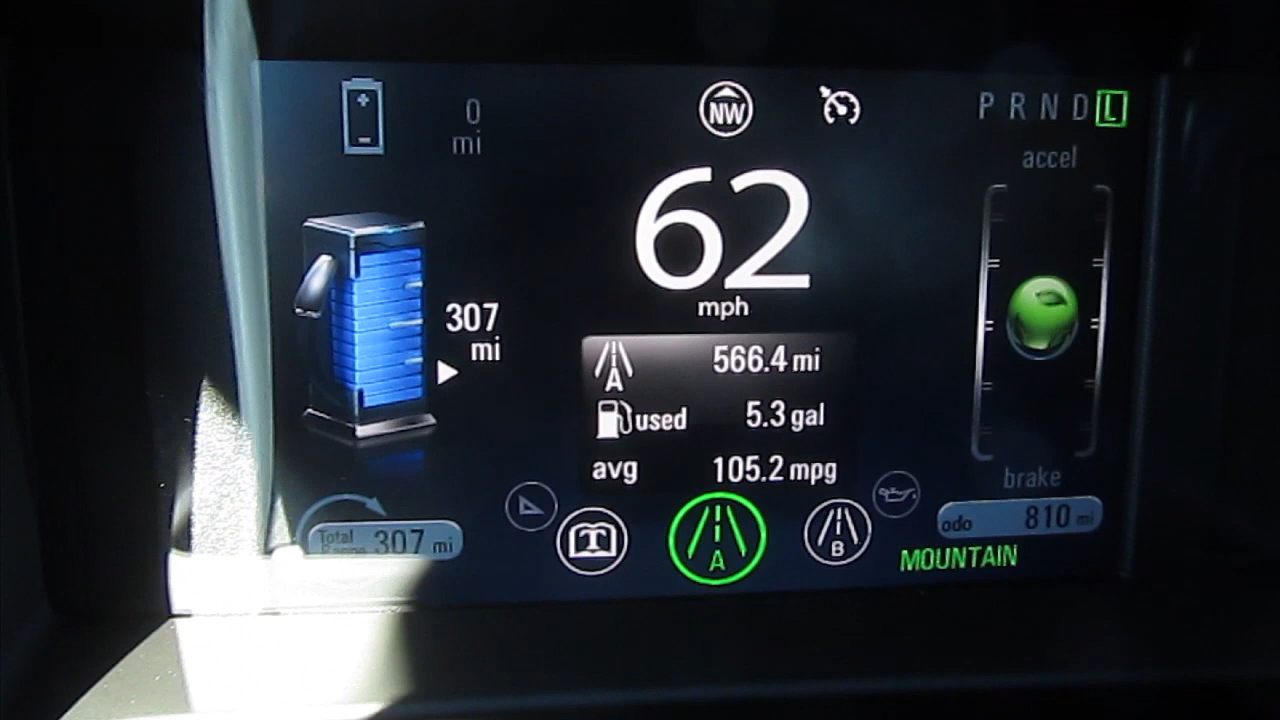 0
mi
NW
P R N D L
accel
62
mph
307
mi
A
566.4 mi
used
5.3 gal
avg
105.2 mpg
brake
Total
Range 307 mi
T
A
B
odo 810 mi
MOUNTAIN